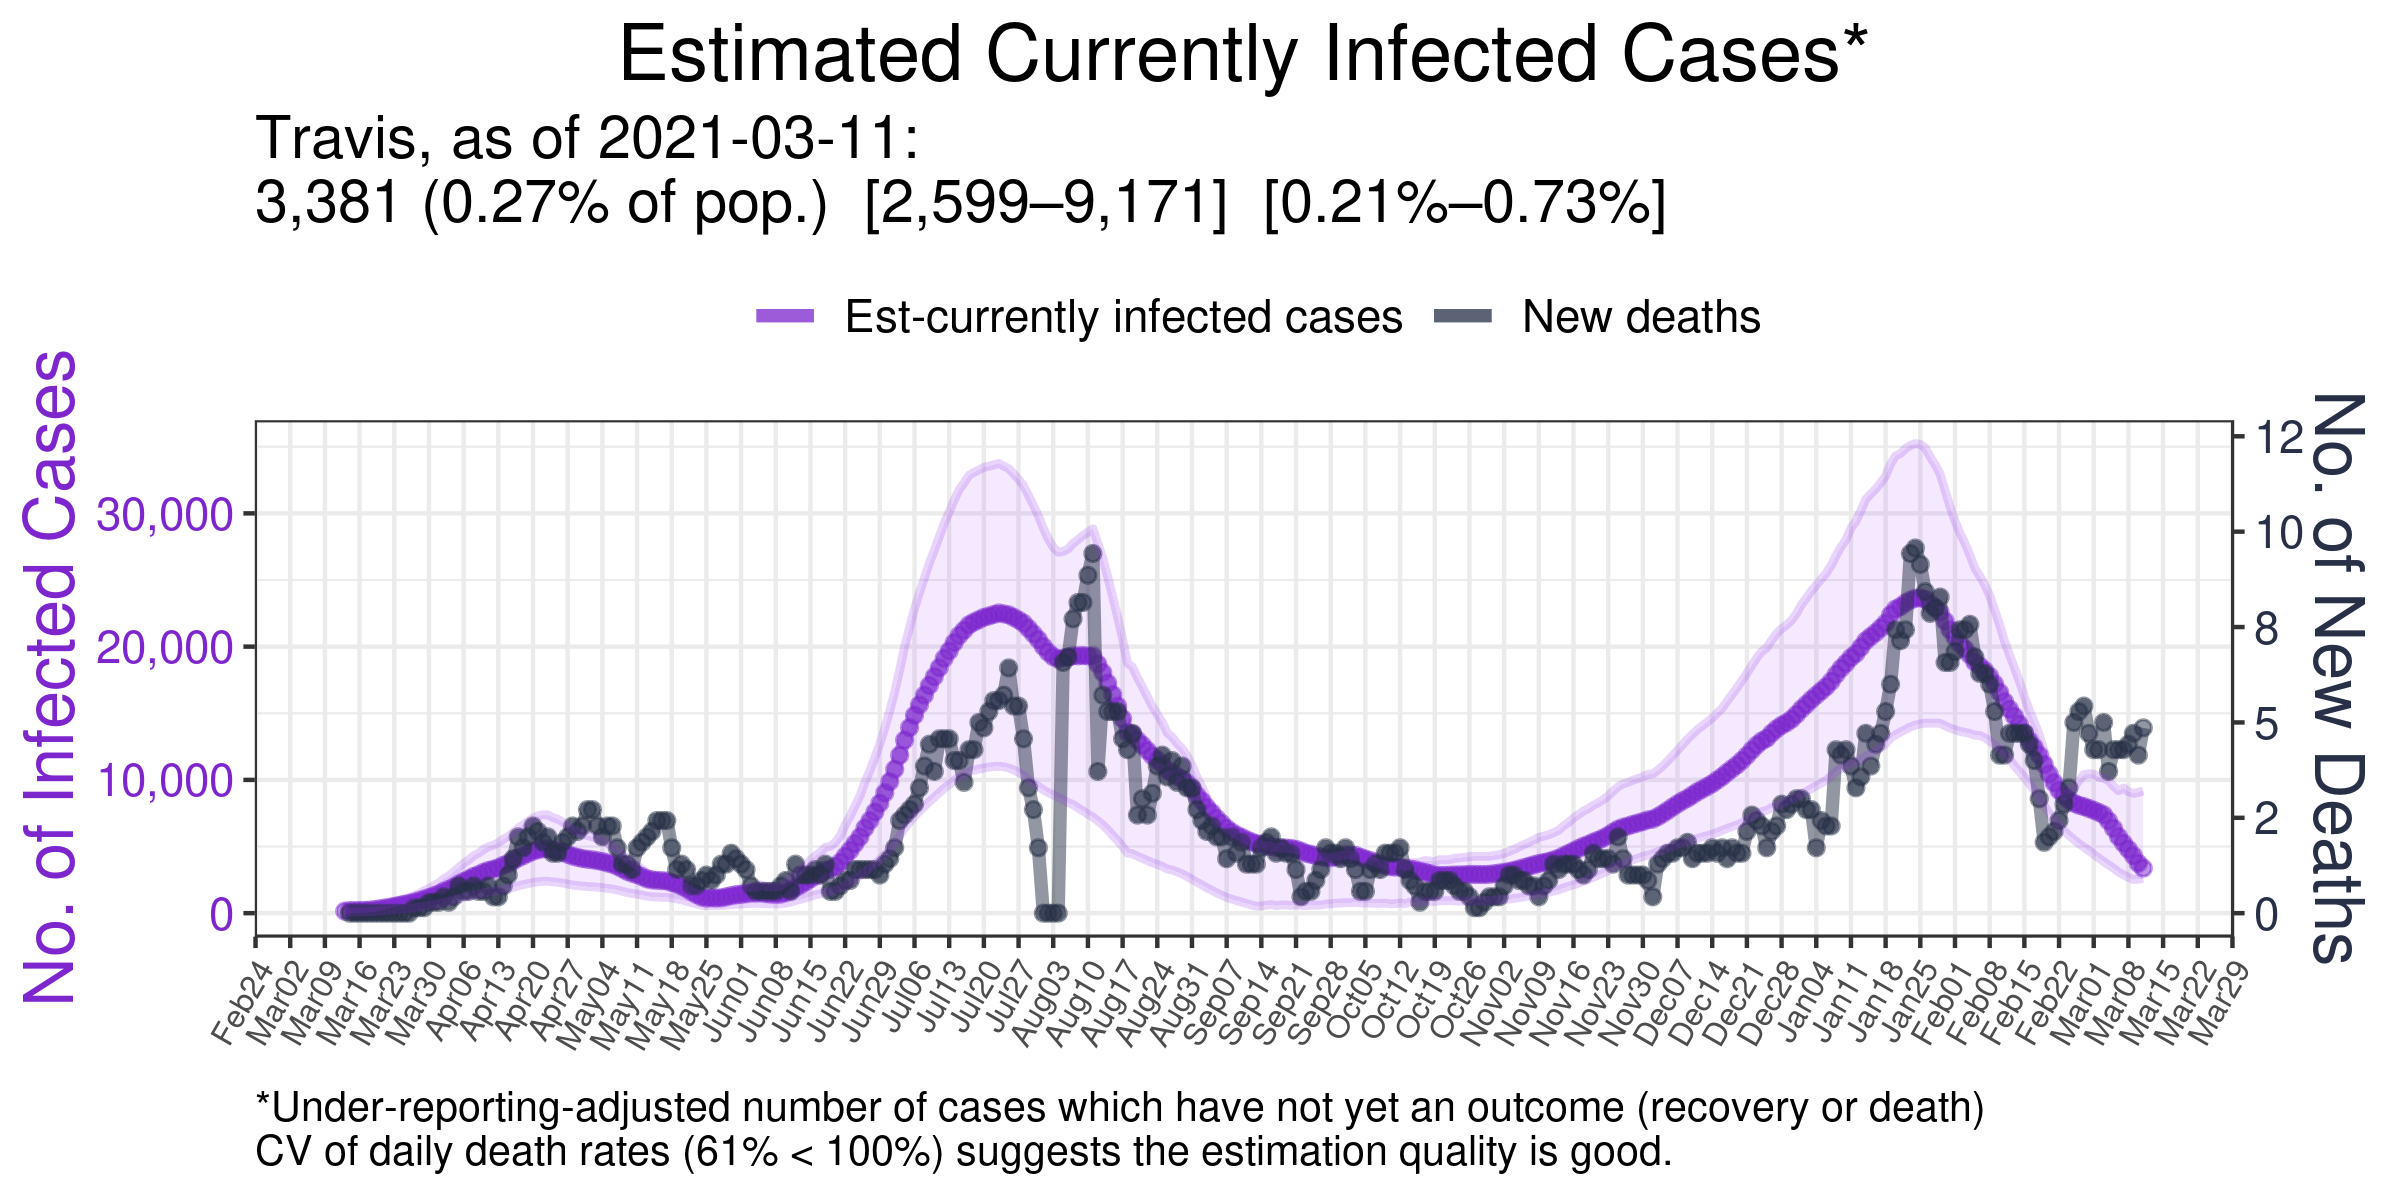 Estimated Currently Infected Cases*
Travis, as of 2021-03-11:
3,381 (0.27% of pop.) [2,599–9,171] [0.21%–0.73%]
Est-currently infected cases New deaths
No. of Infected Cases
30,000
20,000
10,000
0
12
10
8
5
2
0
No. of New Deaths
Feb24 Mar02 Mar09 Mar16 Mar23 Mar30 Apr06 Apr13 Apr20 Apr27 May04 May11 May18 May25 Jun01 Jun08 Jun15 Jun22 Jun29 Jul06 Jul13 Jul20 Jul27 Aug03 Aug10 Aug17 Aug24 Aug31 Sep07 Sep14 Sep21 Sep28 Oct05 Oct12 Oct19 Oct26 Nov02 Nov09 Nov16 Nov23 Nov30 Dec07 Dec14 Dec21 Dec28 Jan04 Jan11 Jan18 Jan25 Feb01 Feb08 Feb15 Feb22 Mar01 Mar08 Mar15 Mar22 Mar29
*Under-reporting-adjusted number of cases which have not yet an outcome (recovery or death)
CV of daily death rates (61% < 100%) suggests the estimation quality is good.